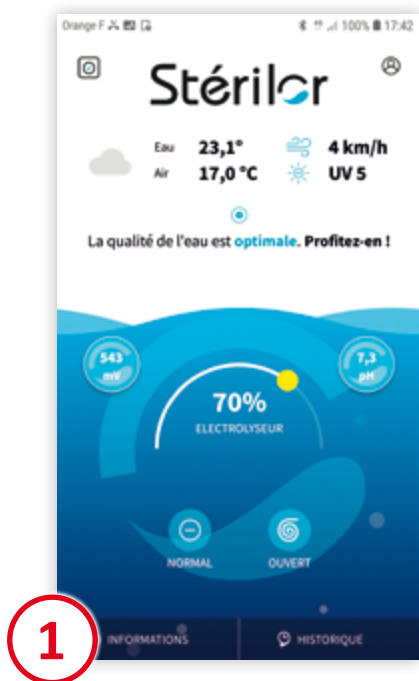 Orange F 100% 17:42
Stérilor
Eau 23,1° 4 km/h
Air 17,0 °C UV 5
La qualité de l'eau est optimale. Profitez-en !
543 mV
7,3 pH
70%
ELECTROLYSEUR
NORMAL OUVERT
1 INFORMATIONS HISTORIQUE